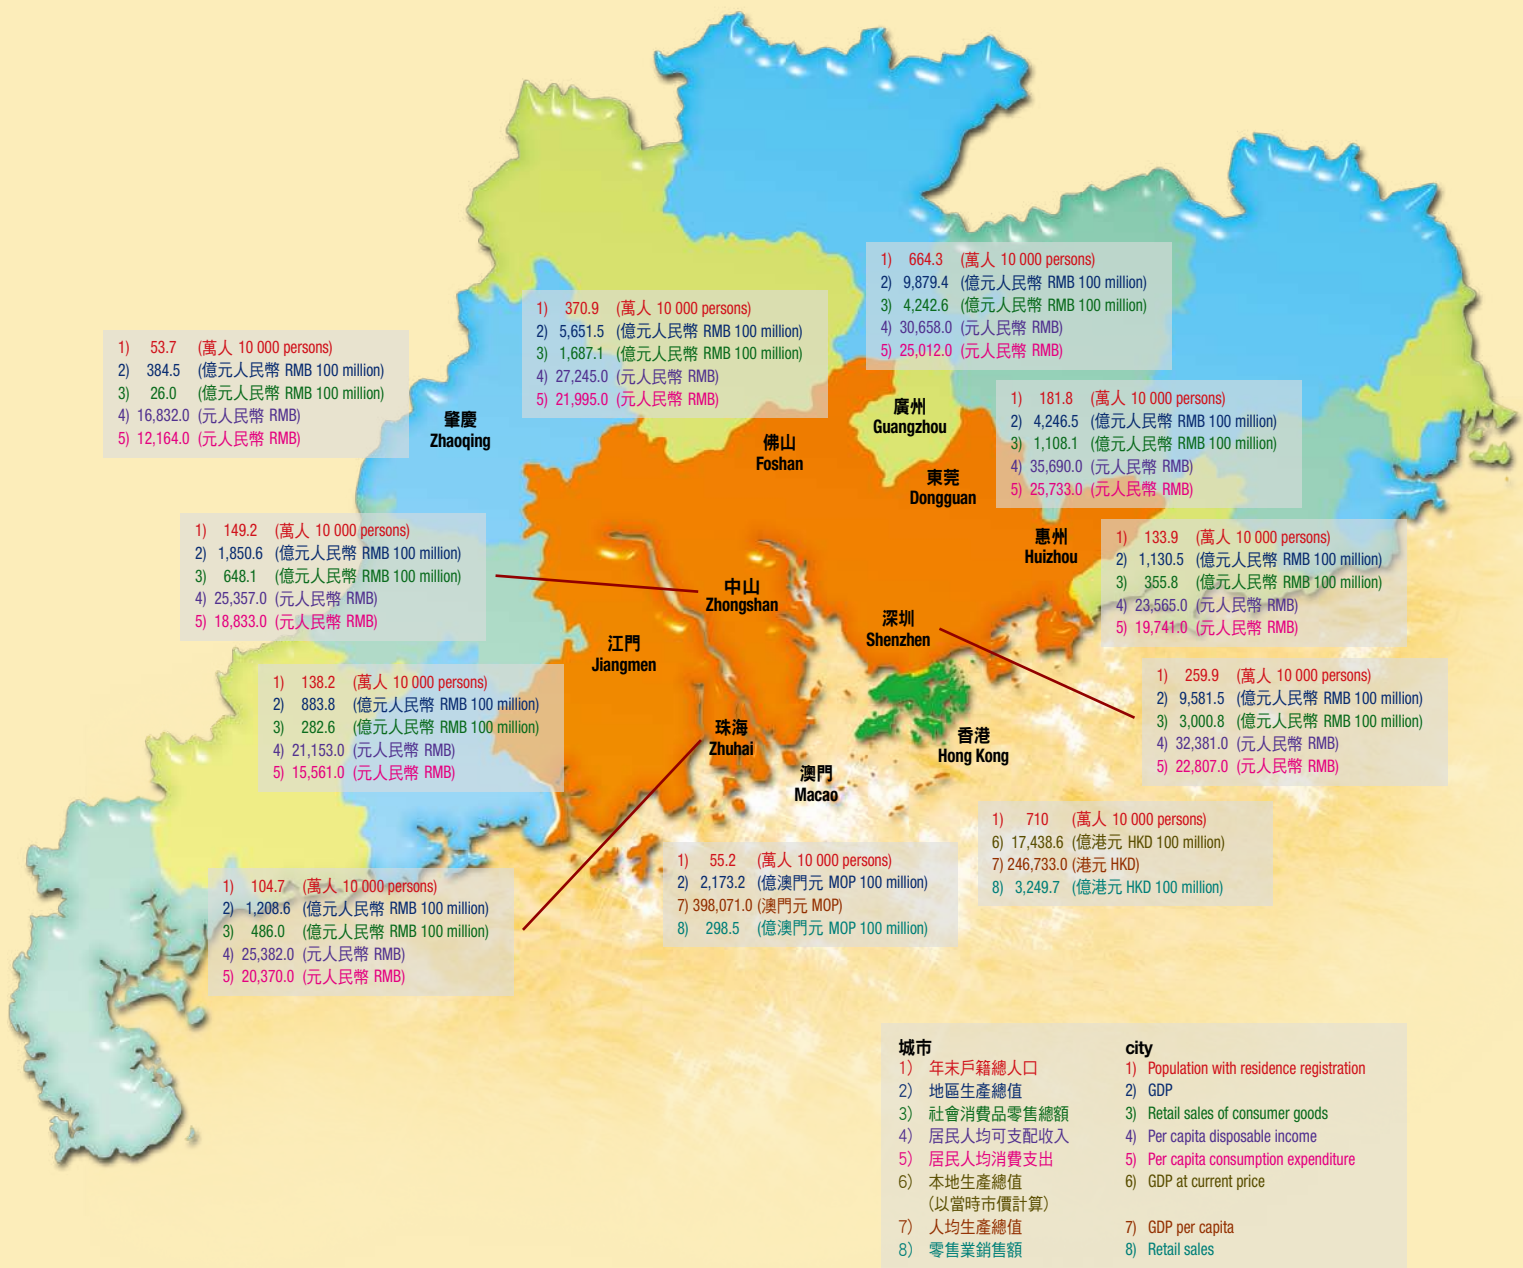 1) 664.3 (萬人 10 000 persons)
2) 9,879.4 (億元人民幣 RMB 100 million)
3) 4,242.6 (億元人民幣 RMB 100 million)
4) 30,658.0 (元人民幣 RMB)
5) 25,012.0 (元人民幣 RMB)
1) 370.9 (萬人 10 000 persons)
2) 5,651.5 (億元人民幣 RMB 100 million)
3) 1,687.1 (億元人民幣 RMB 100 million)
4) 27,245.0 (元人民幣 RMB)
5) 21,995.0 (元人民幣 RMB)
1) 53.7 (萬人 10 000 persons)
2) 384.5 (億元人民幣 RMB 100 million)
3) 26.0 (億元人民幣 RMB 100 million)
4) 16,832.0 (元人民幣 RMB)
5) 12,164.0 (元人民幣 RMB)
肇慶
Zhaoqing
佛山
Foshan
廣州
Guangzhou
1) 181.8 (萬人 10 000 persons)
2) 4,246.5 (億元人民幣 RMB 100 million)
3) 1,108.1 (億元人民幣 RMB 100 million)
4) 35,690.0 (元人民幣 RMB)
5) 25,733.0 (元人民幣 RMB)
東莞
Dongguan
惠州
Huizhou
1) 149.2 (萬人 10 000 persons)
2) 1,850.6 (億元人民幣 RMB 100 million)
3) 648.1 (億元人民幣 RMB 100 million)
4) 25,357.0 (元人民幣 RMB)
5) 18,833.0 (元人民幣 RMB)
1) 133.9 (萬人 10 000 persons)
2) 1,130.5 (億元人民幣 RMB 100 million)
3) 355.8 (億元人民幣 RMB 100 million)
4) 23,565.0 (元人民幣 RMB)
5) 19,741.0 (元人民幣 RMB)
中山
Zhongshan
深圳
Shenzhen
江門
Jiangmen
1) 138.2 (萬人 10 000 persons)
2) 883.8 (億元人民幣 RMB 100 million)
3) 282.6 (億元人民幣 RMB 100 million)
4) 21,153.0 (元人民幣 RMB)
5) 15,561.0 (元人民幣 RMB)
1) 259.9 (萬人 10 000 persons)
2) 9,581.5 (億元人民幣 RMB 100 million)
3) 3,000.8 (億元人民幣 RMB 100 million)
4) 32,381.0 (元人民幣 RMB)
5) 22,807.0 (元人民幣 RMB)
珠海
Zhuhai
香港
Hong Kong
澳門
Macao
1) 710 (萬人 10 000 persons)
6) 17,438.6 (億港元 HKD 100 million)
7) 246,733.0 (港元 HKD)
8) 3,249.7 (億港元 HKD 100 million)
1) 55.2 (萬人 10 000 persons)
2) 2,173.2 (億澳門元 MOP 100 million)
7) 398,071.0 (澳門元 MOP)
8) 298.5 (億澳門元 MOP 100 million)
1) 104.7 (萬人 10 000 persons)
2) 1,208.6 (億元人民幣 RMB 100 million)
3) 486.0 (億元人民幣 RMB 100 million)
4) 25,382.0 (元人民幣 RMB)
5) 20,370.0 (元人民幣 RMB)
城市
1) 年末戶籍總人口
2) 地區生產總值
3) 社會消費品零售總額
4) 居民人均可支配收入
5) 居民人均消費支出
6) 本地生產總值
(以當時市價計算)
7) 人均生產總值
8) 零售業銷售額
city
1) Population with residence registration
2) GDP
3) Retail sales of consumer goods
4) Per capita disposable income
5) Per capita consumption expenditure
6) GDP at current price
7) GDP per capita
8) Retail sales